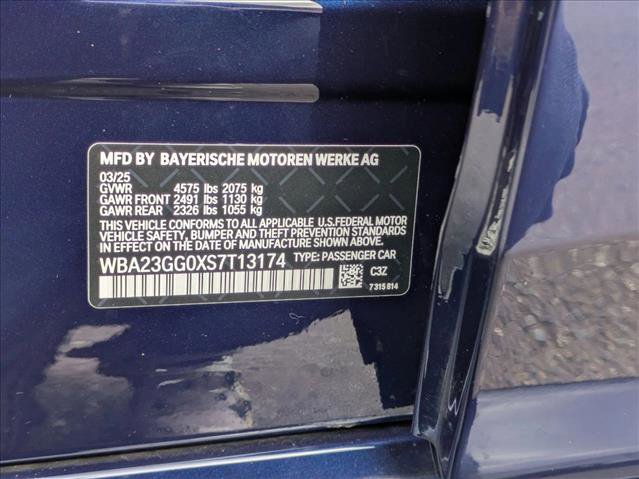 MFD BY BAYERISCHE MOTOREN WERKE AG
03/25
GVWR 4575 lbs 2075 kg
GAWR FRONT 2491 lbs 1130 kg
GAWR REAR 2326 lbs 1055 kg
THIS VEHICLE CONFORMS TO ALL APPLICABLE U.S.FEDERAL MOTOR
VEHICLE SAFETY, BUMPER AND THEFT PREVENTION STANDARDS
IN EFFECT ON THE DATE OF MANUFACTURE SHOWN ABOVE.
WBA23GG0XS7T13174 TYPE: PASSENGER CAR
C3Z
7315814